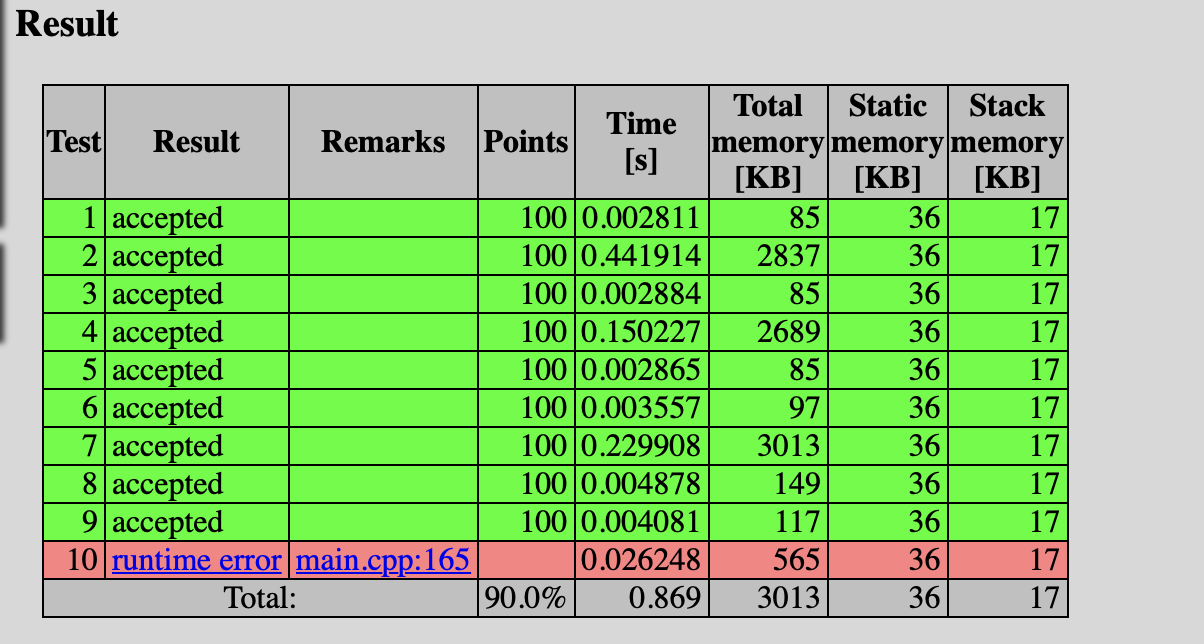 Result
Test Result Remarks Points Time [s] Total memory [KB] Static memory [KB] Stack memory [KB]
1 accepted 100 0.002811 85 36 17
2 accepted 100 0.441914 2837 36 17
3 accepted 100 0.002884 85 36 17
4 accepted 100 0.150227 2689 36 17
5 accepted 100 0.002865 85 36 17
6 accepted 100 0.003557 97 36 17
7 accepted 100 0.229908 3013 36 17
8 accepted 100 0.004878 149 36 17
9 accepted 100 0.004081 117 36 17
10 runtime error main.cpp:165 0.026248 565 36 17
Total: 90.0% 0.869 3013 36 17